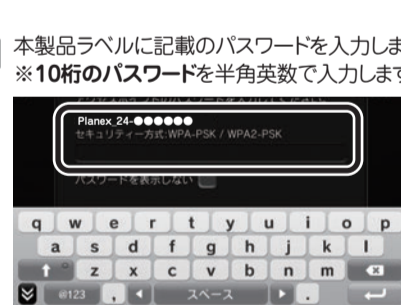 本製品ラベルに記載のパスワードを入力しま
※10桁のパスワードを半角英数で入力します
Planex_24-●●●●●●
セキュリティー方式:WPA-PSK / WPA2-PSK
パスワードを表示しない
q w e r t y u i o p
a s d f g h j k l
z x c v b n m
@123 , スペース .